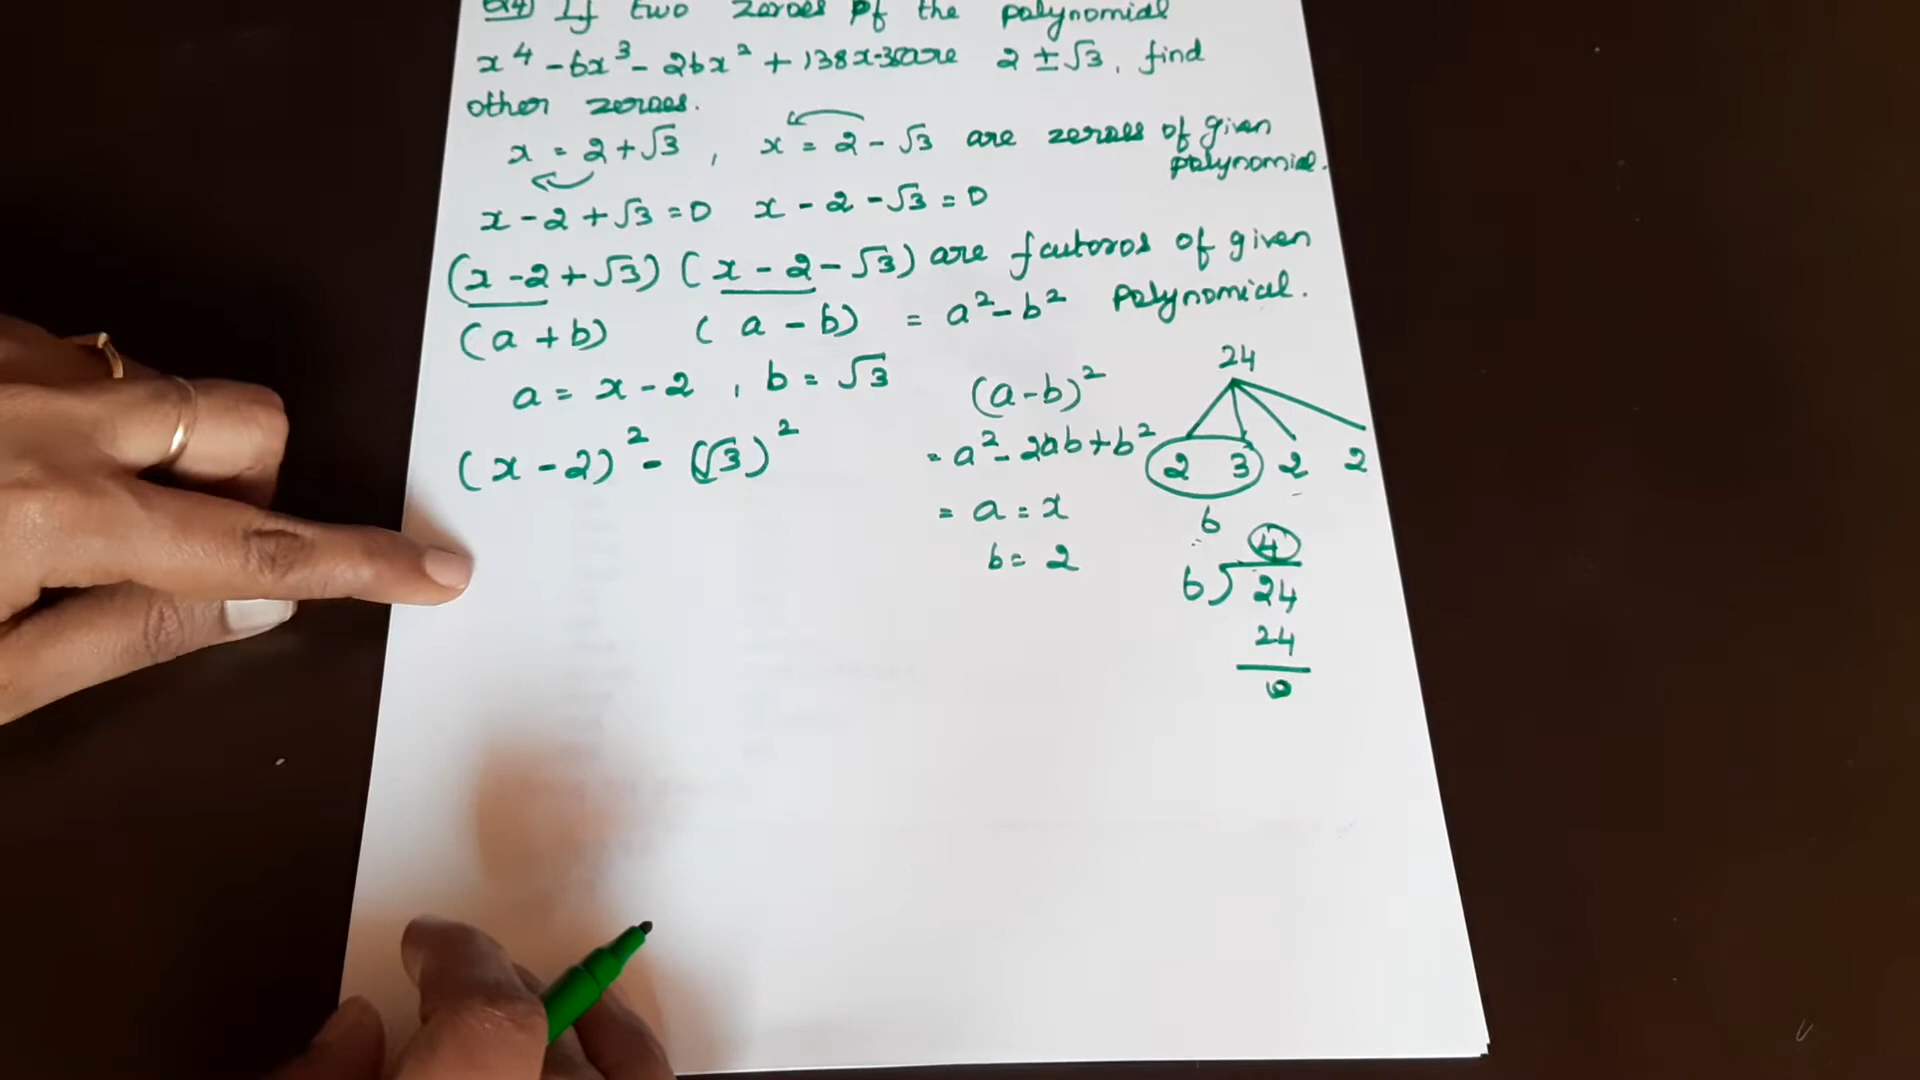 If two zeroes of the polynomial
x⁴ - 6x³ - 26x² + 138x-35 are 2 ± √3, find
other zeroes.
x = 2 + √3 , x = 2 - √3 are zeroes of given
polynomial.
x - 2 + √3 = 0 x - 2 - √3 = 0
(x - 2 + √3) (x - 2 - √3) are factors of given
polynomial.
(a + b) (a - b) = a² - b²
a = x - 2 , b = √3
(x - 2)² - (√3)²
(a-b)²
= a² - 2ab + b²
= a = x
b = 2
24
2 3 2 2
6
4
6) 24
24
0